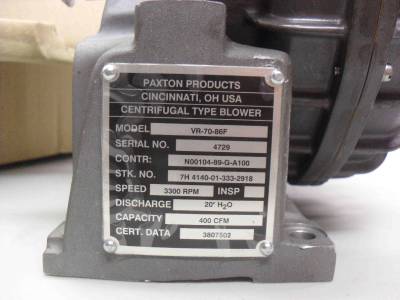 PAXTON PRODUCTS
CINCINNATI, OH USA
CENTRIFUGAL TYPE BLOWER
MODEL VR-70-86F
SERIAL NO. 4729
CONTR: N00104-89-G-A100
STK. NO. 7H 4140-01-333-2918
SPEED 3300 RPM INSP
DISCHARGE 20" H2O
CAPACITY 400 CFM
CERT. DATA 3807502